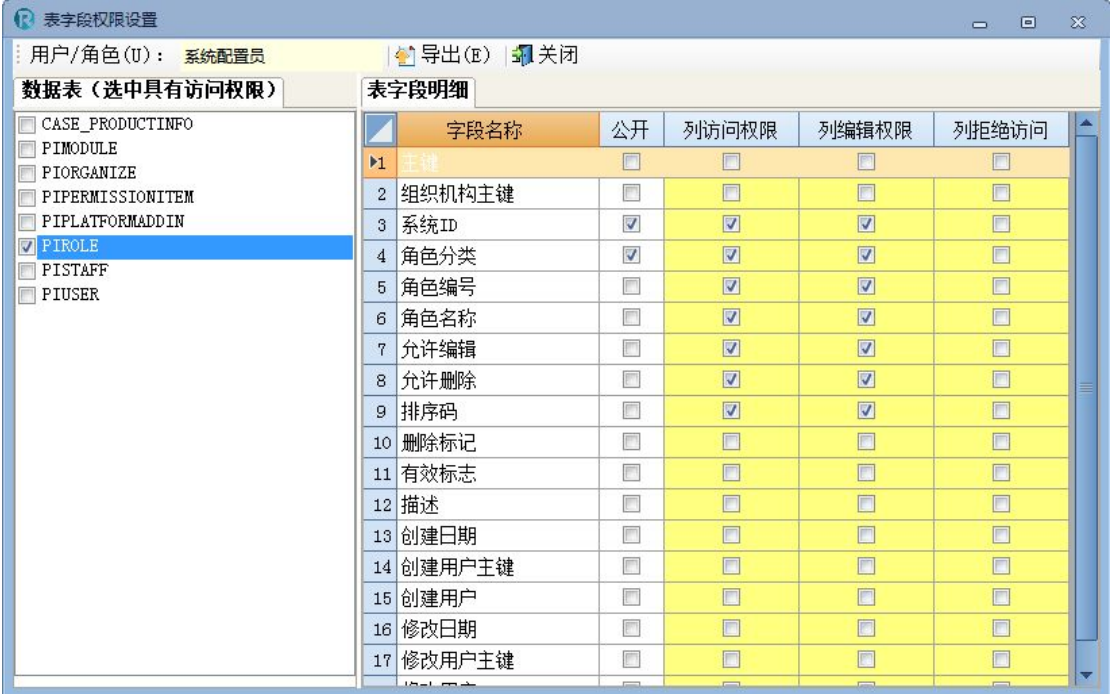 表字段权限设置
用户/角色(U): 系统配置员 导出(E) 关闭
数据表(选中具有访问权限) 表字段明细
CASE_PRODUCTINFO
PIMODULE
PIORGANIZE
PIPERMISSIONITEM
PIPLATFORMADDIN
PIROLE
PISTAFF
PIUSER
字段名称 公开 列访问权限 列编辑权限 列拒绝访问
1 主键
2 组织机构主键
3 系统ID
4 角色分类
5 角色编号
6 角色名称
7 允许编辑
8 允许删除
9 排序码
10 删除标记
11 有效标志
12 描述
13 创建日期
14 创建用户主键
15 创建用户
16 修改日期
17 修改用户主键